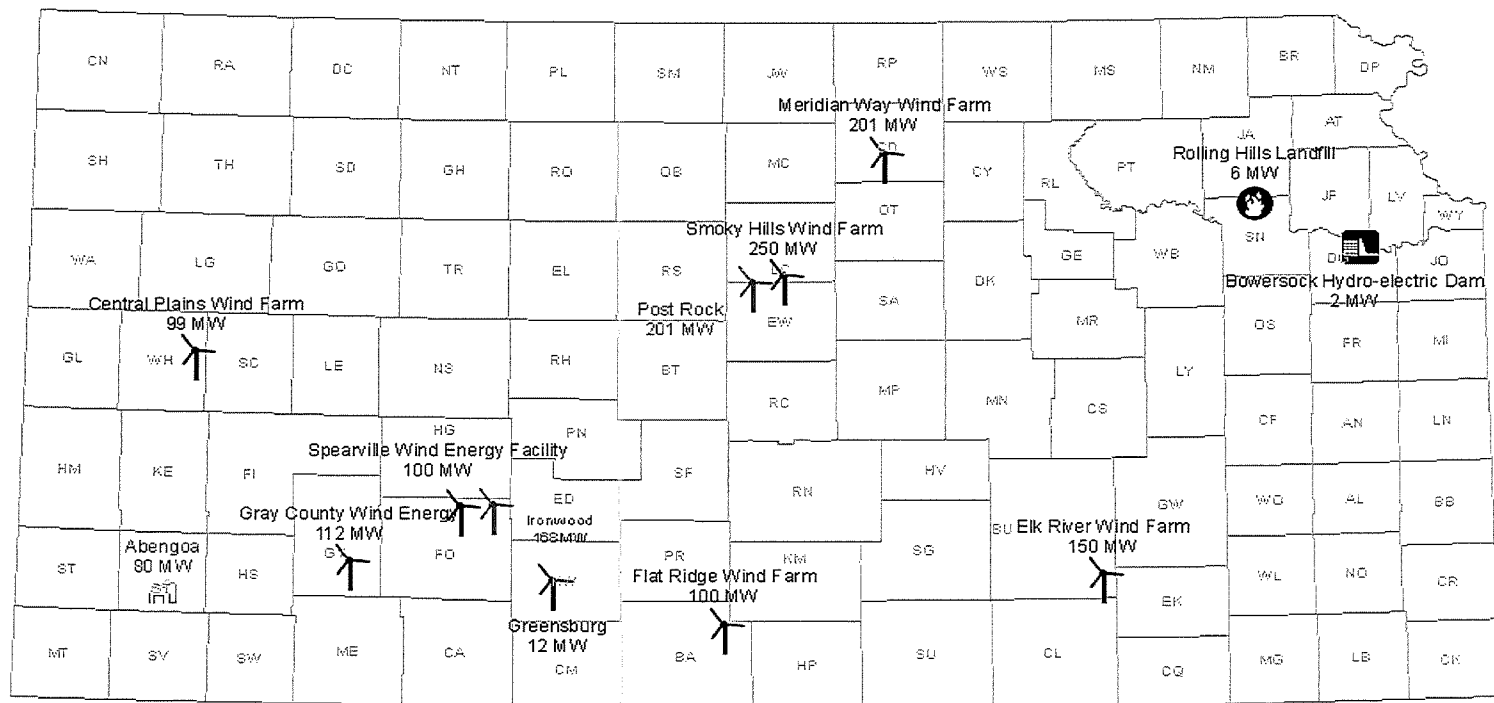 CN RA DC NT PL SM JW RP WS MS NM BR DP
Meridian Way Wind Farm
201 MW
SH TH SD GH RO OB MC CY RL PT JA AT
Rolling Hills Landfill
6 MW
JF LV WY
OT
Smoky Hills Wind Farm
250 MW
WA LG GO TR EL RS SA DK GE WB SN JO
Bowersock Hydro-electric Dam
2 MW
Central Plains Wind Farm
99 MW
Post Rock
201 MW
EW MR OS
GL WH SC LE NS RH BT LY FR MI
RC MP MN CS CF AN LN
HG PN
Spearville Wind Energy Facility
100 MW
HM KE FI ED SF RN HV GW WO AL BB
Gray County Wind Energy
112 MW
Ironwood
168MW
BU Elk River Wind Farm
150 MW
Abengoa
80 MW
ST HS FO PR KM SG WL NO CR
Flat Ridge Wind Farm
100 MW
EK
Greensburg
12 MW
MT SV SW ME CA CM BA HP SU CL CQ MG LB CK